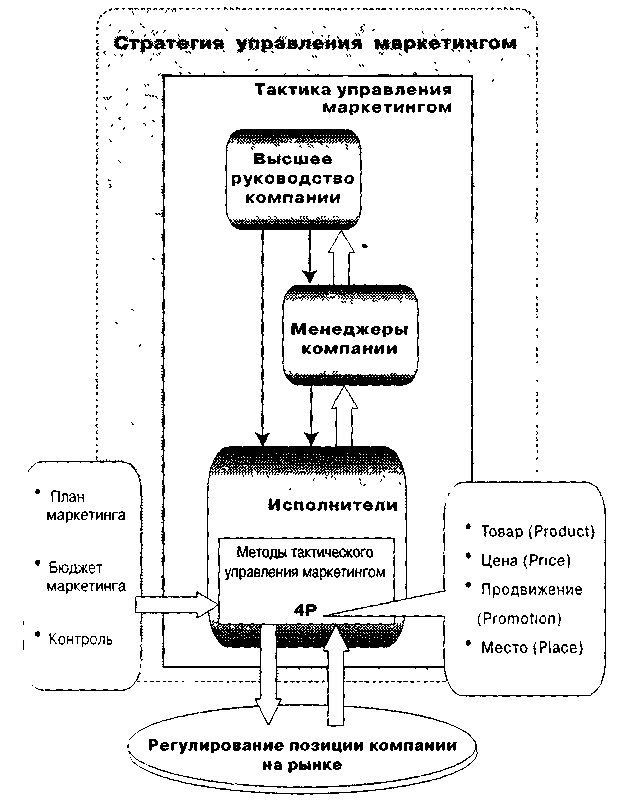 Стратегия управления маркетингом
Тактика управления
маркетингом
Высшее
руководство
компании
Менеджеры
компании
Исполнители
Методы тактического
управления маркетингом
4P
• План
маркетинга
• Бюджет
маркетинга
• Контроль
• Товар (Product)
• Цена (Price)
• Продвижение
(Promotion)
• Место (Place)
Регулирование позиции компании
на рынке